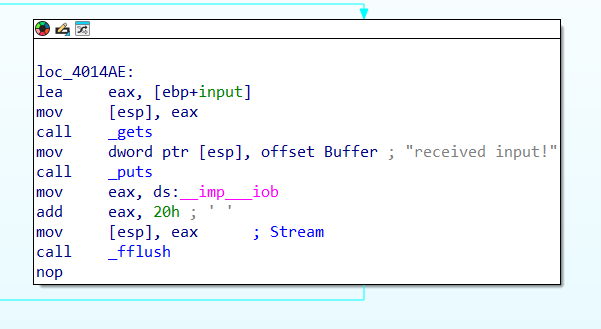 loc_4014AE:
lea     eax, [ebp+input]
mov     [esp], eax
call    _gets
mov     dword ptr [esp], offset Buffer ; "received input!"
call    _puts
mov     eax, ds:__imp___iob
add     eax, 20h ; ' '
mov     [esp], eax      ; Stream
call    _fflush
nop